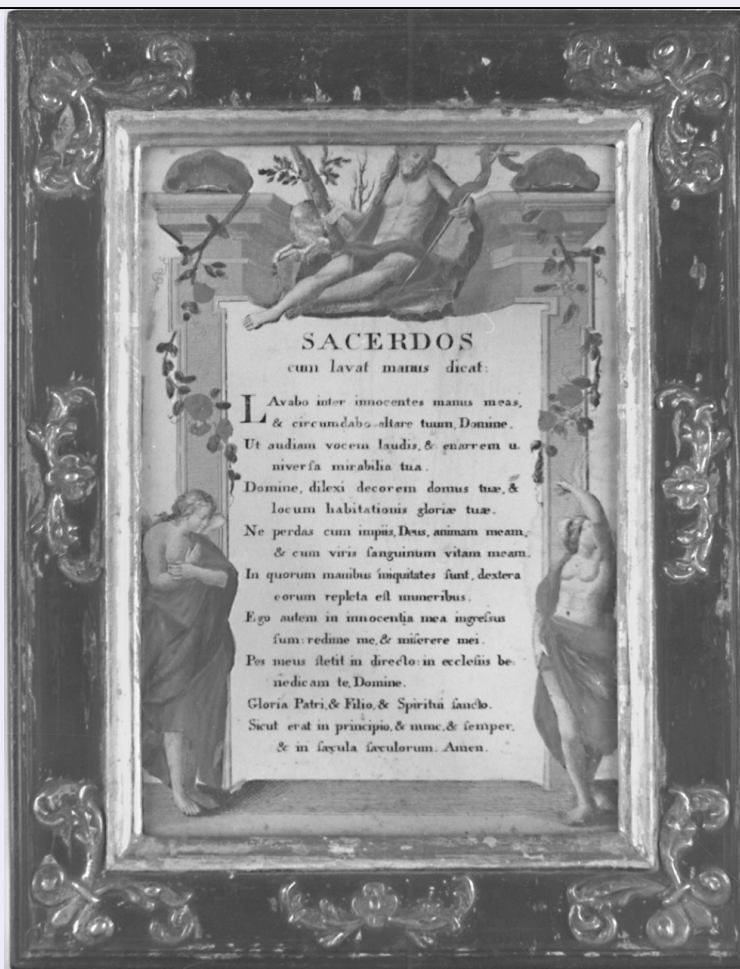 SACERDOS
cum lavat manus dicat:
LAvabo inter innocentes manus meas,
& circumdabo altare tuum, Domine.
Ut audiam vocem laudis, & enarrem u
niverſa mirabilia tua.
Domine, dilexi decorem domus tuæ, &
locum habitationis gloriæ tuæ.
Ne perdas cum impiis, Deus, animam meam,
& cum viris ſanguinum vitam meam.
In quorum manibus iniquitates ſunt, dextera
eorum repleta eſt muneribus.
Ego autem in innocentia mea ingreſsus
ſum: redime me, & miſerere mei.
Pes meus ſtetit in directo: in eccleſiis be
nedicam te, Domine.
Gloria Patri, & Filio, & Spiritui ſancto.
Sicut erat in principio, & nunc, & ſemper,
& in ſæcula ſæculorum. Amen.